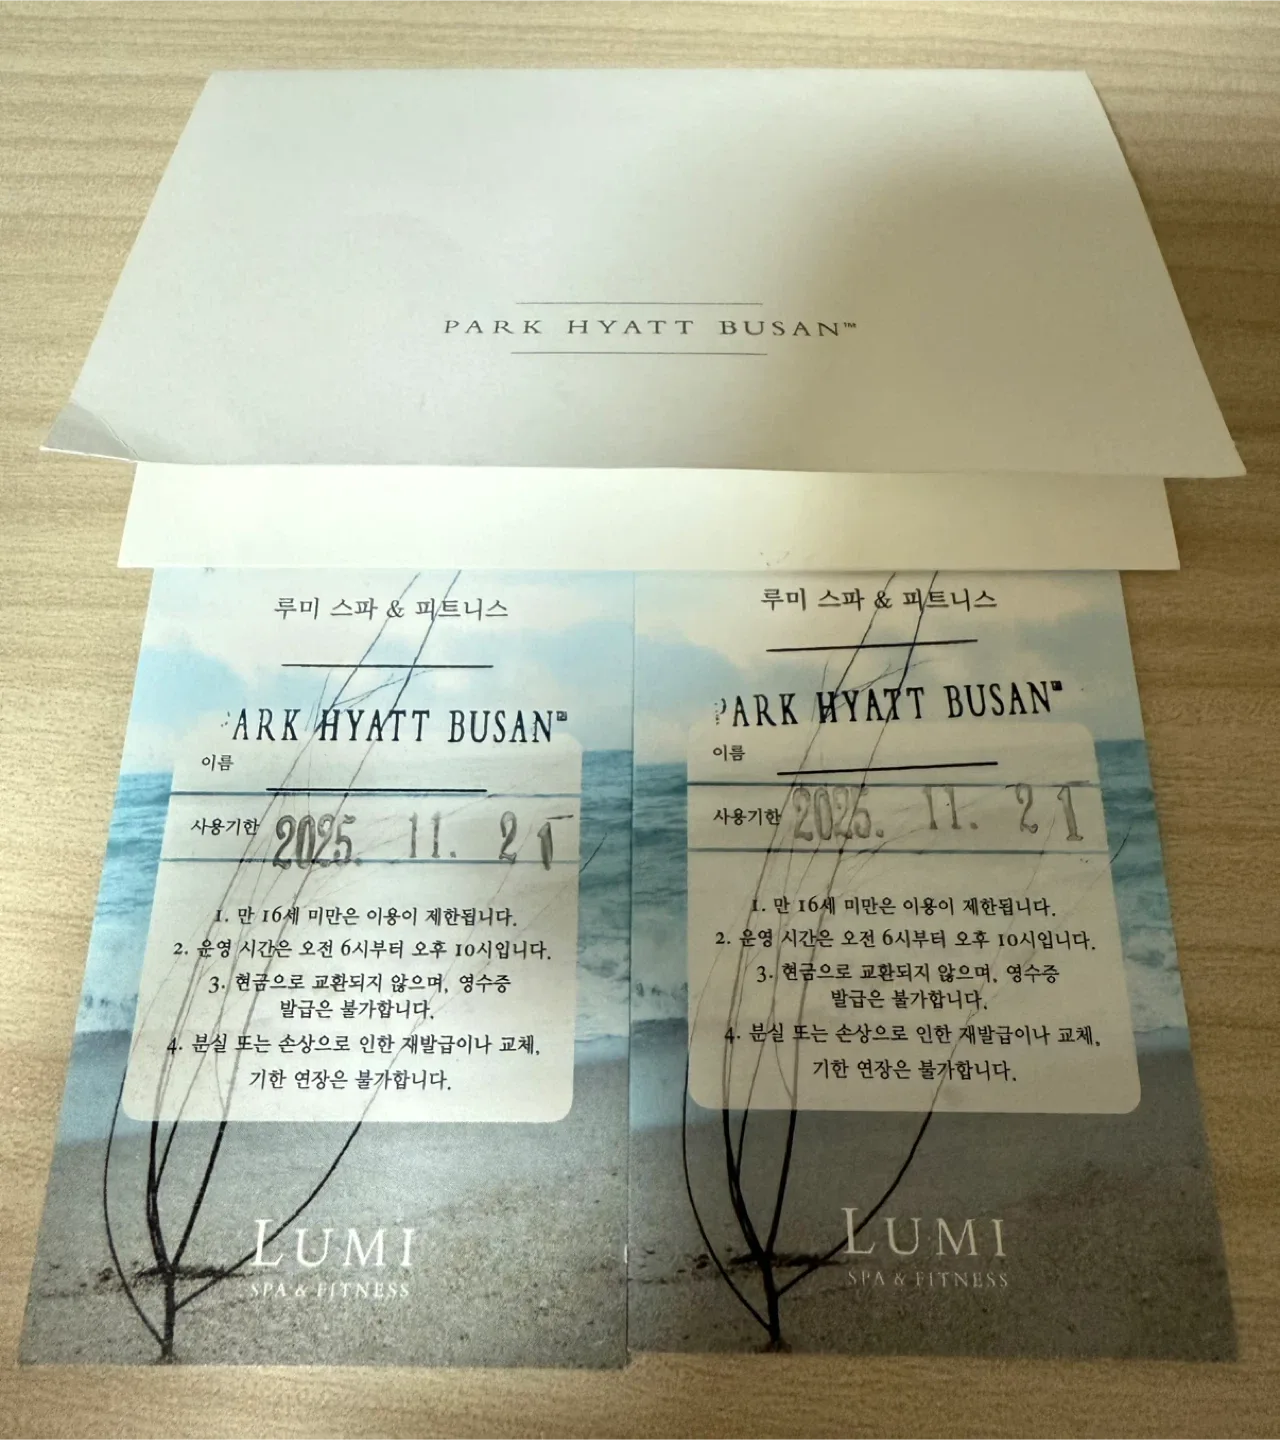 PARK HYATT BUSAN™
루미 스파 & 피트니스
PARK HYATT BUSAN™
이름
사용기한 2025. 11. 21
1. 만 16세 미만은 이용이 제한됩니다.
2. 운영 시간은 오전 6시부터 오후 10시입니다.
3. 현금으로 교환되지 않으며, 영수증
발급은 불가합니다.
4. 분실 또는 손상으로 인한 재발급이나 교체,
기한 연장은 불가합니다.
LUMI
SPA & FITNESS
루미 스파 & 피트니스
PARK HYATT BUSAN™
이름
사용기한 2025. 11. 21
1. 만 16세 미만은 이용이 제한됩니다.
2. 운영 시간은 오전 6시부터 오후 10시입니다.
3. 현금으로 교환되지 않으며, 영수증
발급은 불가합니다.
4. 분실 또는 손상으로 인한 재발급이나 교체,
기한 연장은 불가합니다.
LUMI
SPA & FITNESS